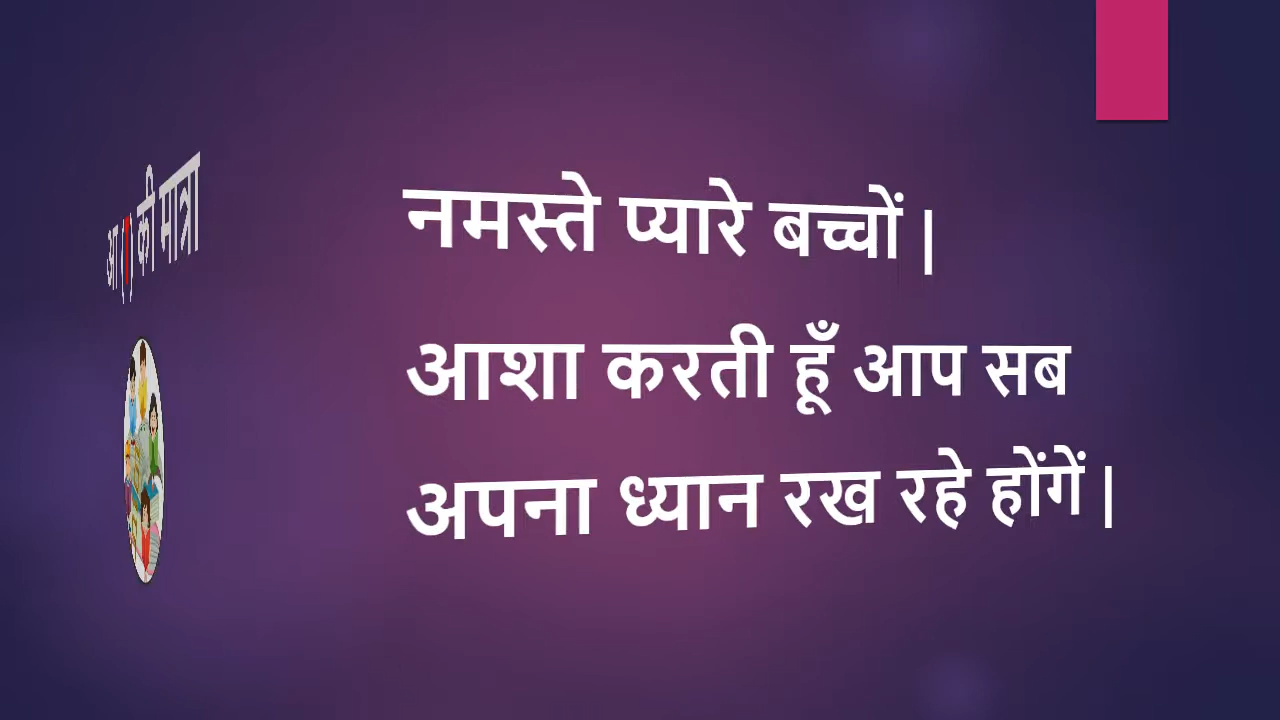 आ (ा) की मात्रा
नमस्ते प्यारे बच्चों |
आशा करती हूँ आप सब
अपना ध्यान रख रहे होंगें |